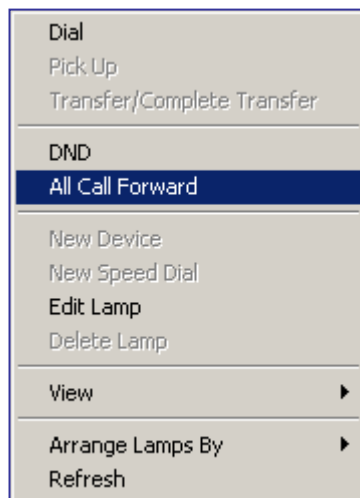 Dial
Pick Up
Transfer/Complete Transfer
DND
All Call Forward
New Device
New Speed Dial
Edit Lamp
Delete Lamp
View
Arrange Lamps By
Refresh